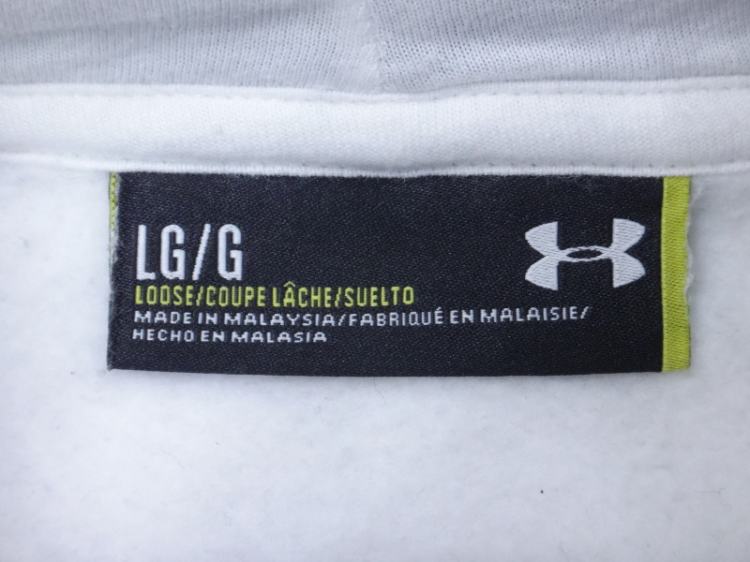 LG/G
LOOSE/COUPE LÂCHE/SUELTO
MADE IN MALAYSIA/FABRIQUÉ EN MALAISIE/
HECHO EN MALASIA